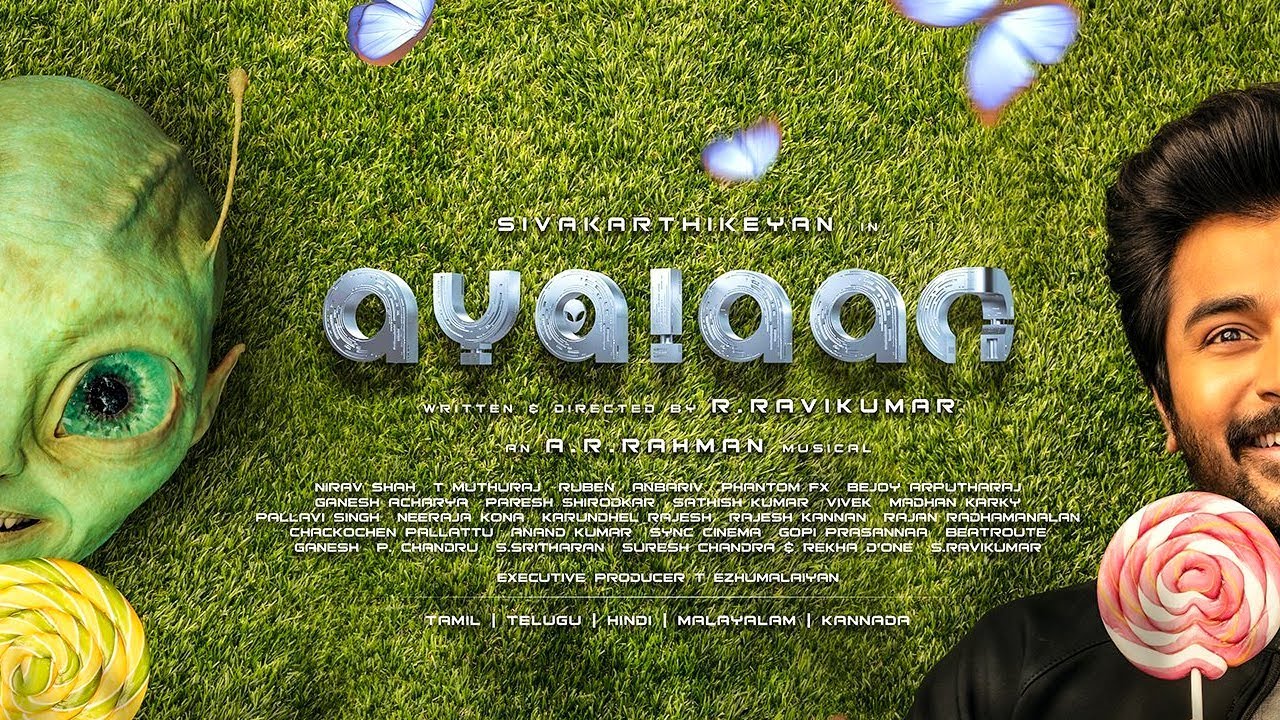 SIVAKARTHIKEYAN IN
ayalaan
WRITTEN & DIRECTED BY R.RAVIKUMAR
AN A.R.RAHMAN MUSICAL
NIRAV SHAH T MUTHURAJ RUBEN ANBARIV PHANTOM FX BEJOY ARPUTHARAJ
GANESH ACHARYA PARESH SHIRODKAR SATHISH KUMAR VIVEK MADHAN KARKY
PALLAVI SINGH NEERAJA KONA KARUNDHEL RAJESH RAJESH KANNAN RAJAN RADHAMANALAN
CHACKOCHEN PALLATTU ANAND KUMAR SYNC CINEMA GOPI PRASANNAA BEATROUTE
GANESH P. CHANDRU S.SRITHARAN SURESH CHANDRA & REKHA D'ONE S.RAVIKUMAR
EXECUTIVE PRODUCER T EZHUMALAIYAN
TAMIL | TELUGU | HINDI | MALAYALAM | KANNADA